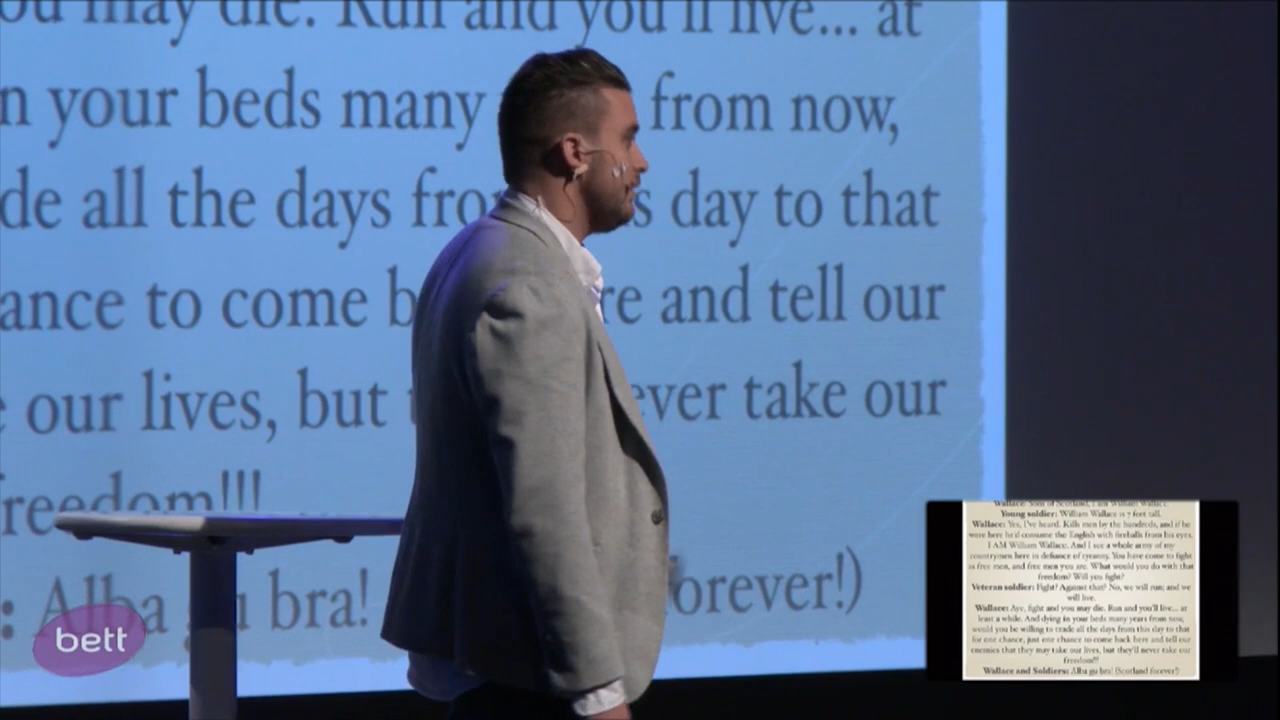 ou may die. Run and you'll live... at
n your beds many from now,
de all the days fro s day to that
ance to come b re and tell our
e our lives, but t ever take our
reedom!!!
: Alba gu bra! orever!)
bett
Wallace: Sons of Scotland, I am William Wallace.
Young soldier: William Wallace is 7 feet tall.
Wallace: Yes, I've heard. Kills men by the hundreds, and if he
were here he'd consume the English with fireballs from his eyes.
I AM William Wallace. And I see a whole army of my
countrymen here in defiance of tyranny. You have come to fight
as free men, and free men you are. What would you do with that
freedom? Will you fight?
Veteran soldier: Fight? Against that? No, we will run; and we
will live.
Wallace: Aye, fight and you may die. Run and you'll live... at
least a while. And dying in your beds many years from now,
would you be willing to trade all the days from this day to that
for one chance, just one chance to come back here and tell our
enemies that they may take our lives, but they'll never take our
freedom!!!
Wallace and Soldiers: Alba gu bra! (Scotland forever!)